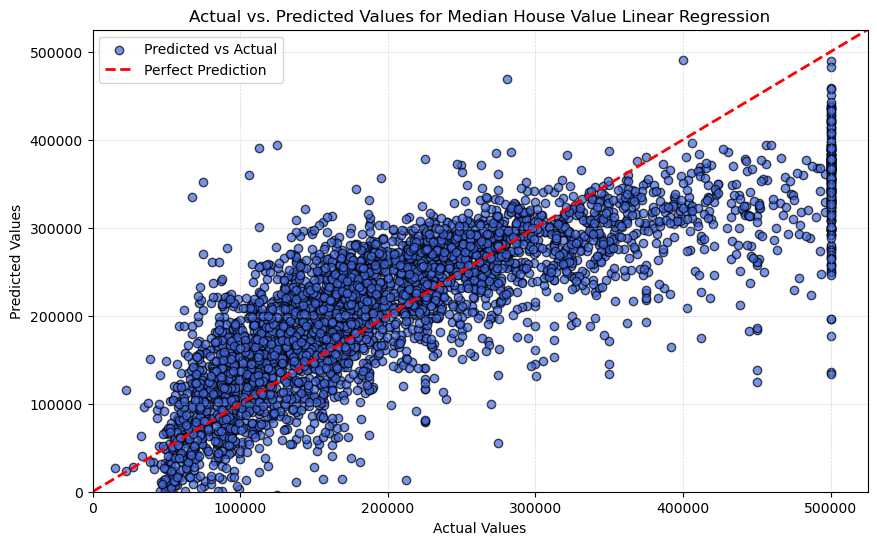 Actual vs. Predicted Values for Median House Value Linear Regression
Predicted vs Actual
Perfect Prediction
500000
400000
300000
200000
100000
0
Predicted Values
0 100000 200000 300000 400000 500000
Actual Values